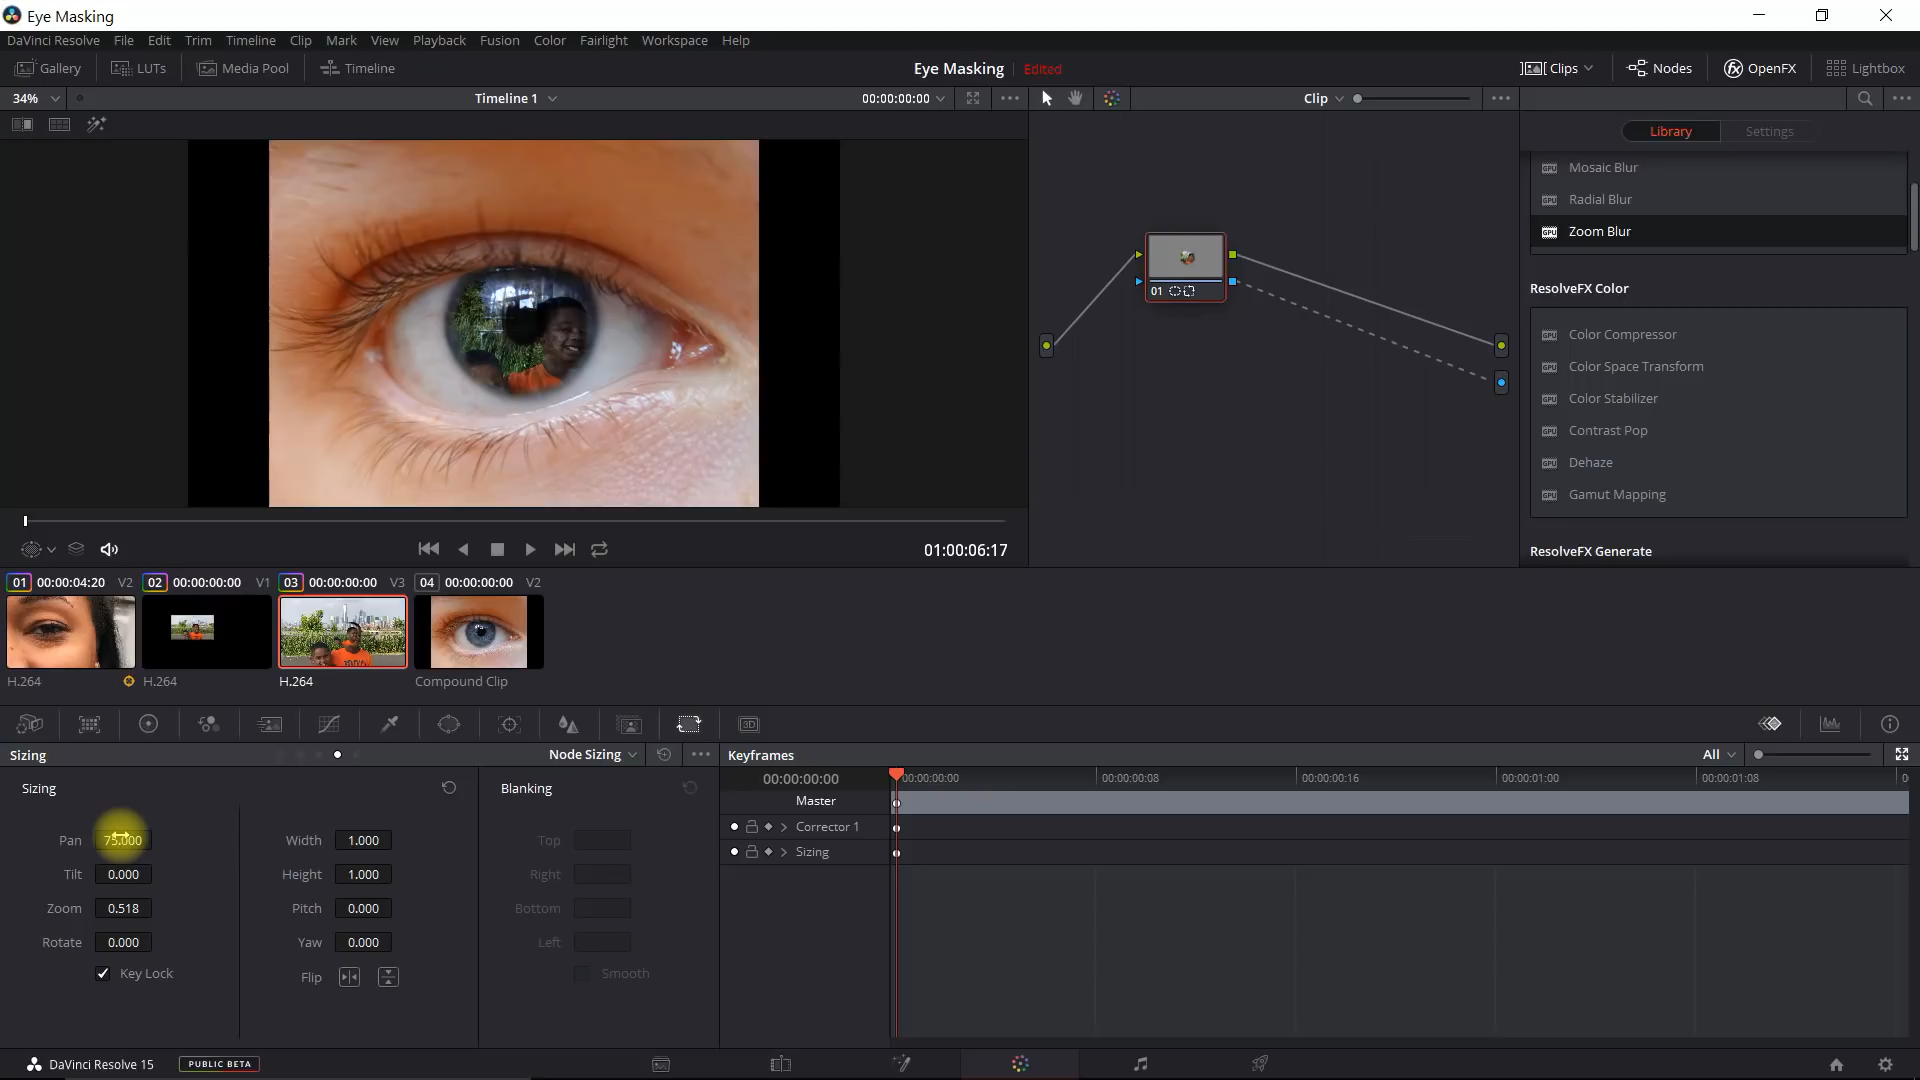 Eye Masking
DaVinci Resolve File Edit Trim Timeline Clip Mark View Playback Fusion Color Fairlight Workspace Help
Gallery LUTs Media Pool Timeline Eye Masking Edited Clips Nodes OpenFX Lightbox
34% Timeline 1 00:00:00:00 Clip
Library Settings
Mosaic Blur
Radial Blur
Zoom Blur
ResolveFX Color
01
Color Compressor
Color Space Transform
Color Stabilizer
Contrast Pop
Dehaze
Gamut Mapping
ResolveFX Generate
01:00:06:17
01 00:00:04:20 V2 02 00:00:00:00 V1 03 00:00:00:00 V3 04 00:00:00:00 V2
H.264 H.264 H.264 Compound Clip
3D
Sizing Node Sizing Keyframes All
Sizing Blanking 00:00:00:00 00:00:00:00 00:00:00:08 00:00:00:16 00:00:01:00 00:00:01:08 0
Master
Pan 75.000 Width 1.000 Top Corrector 1
Tilt 0.000 Height 1.000 Right Sizing
Zoom 0.518 Pitch 0.000 Bottom
Rotate 0.000 Yaw 0.000 Left
Key Lock Flip Smooth
DaVinci Resolve 15 PUBLIC BETA